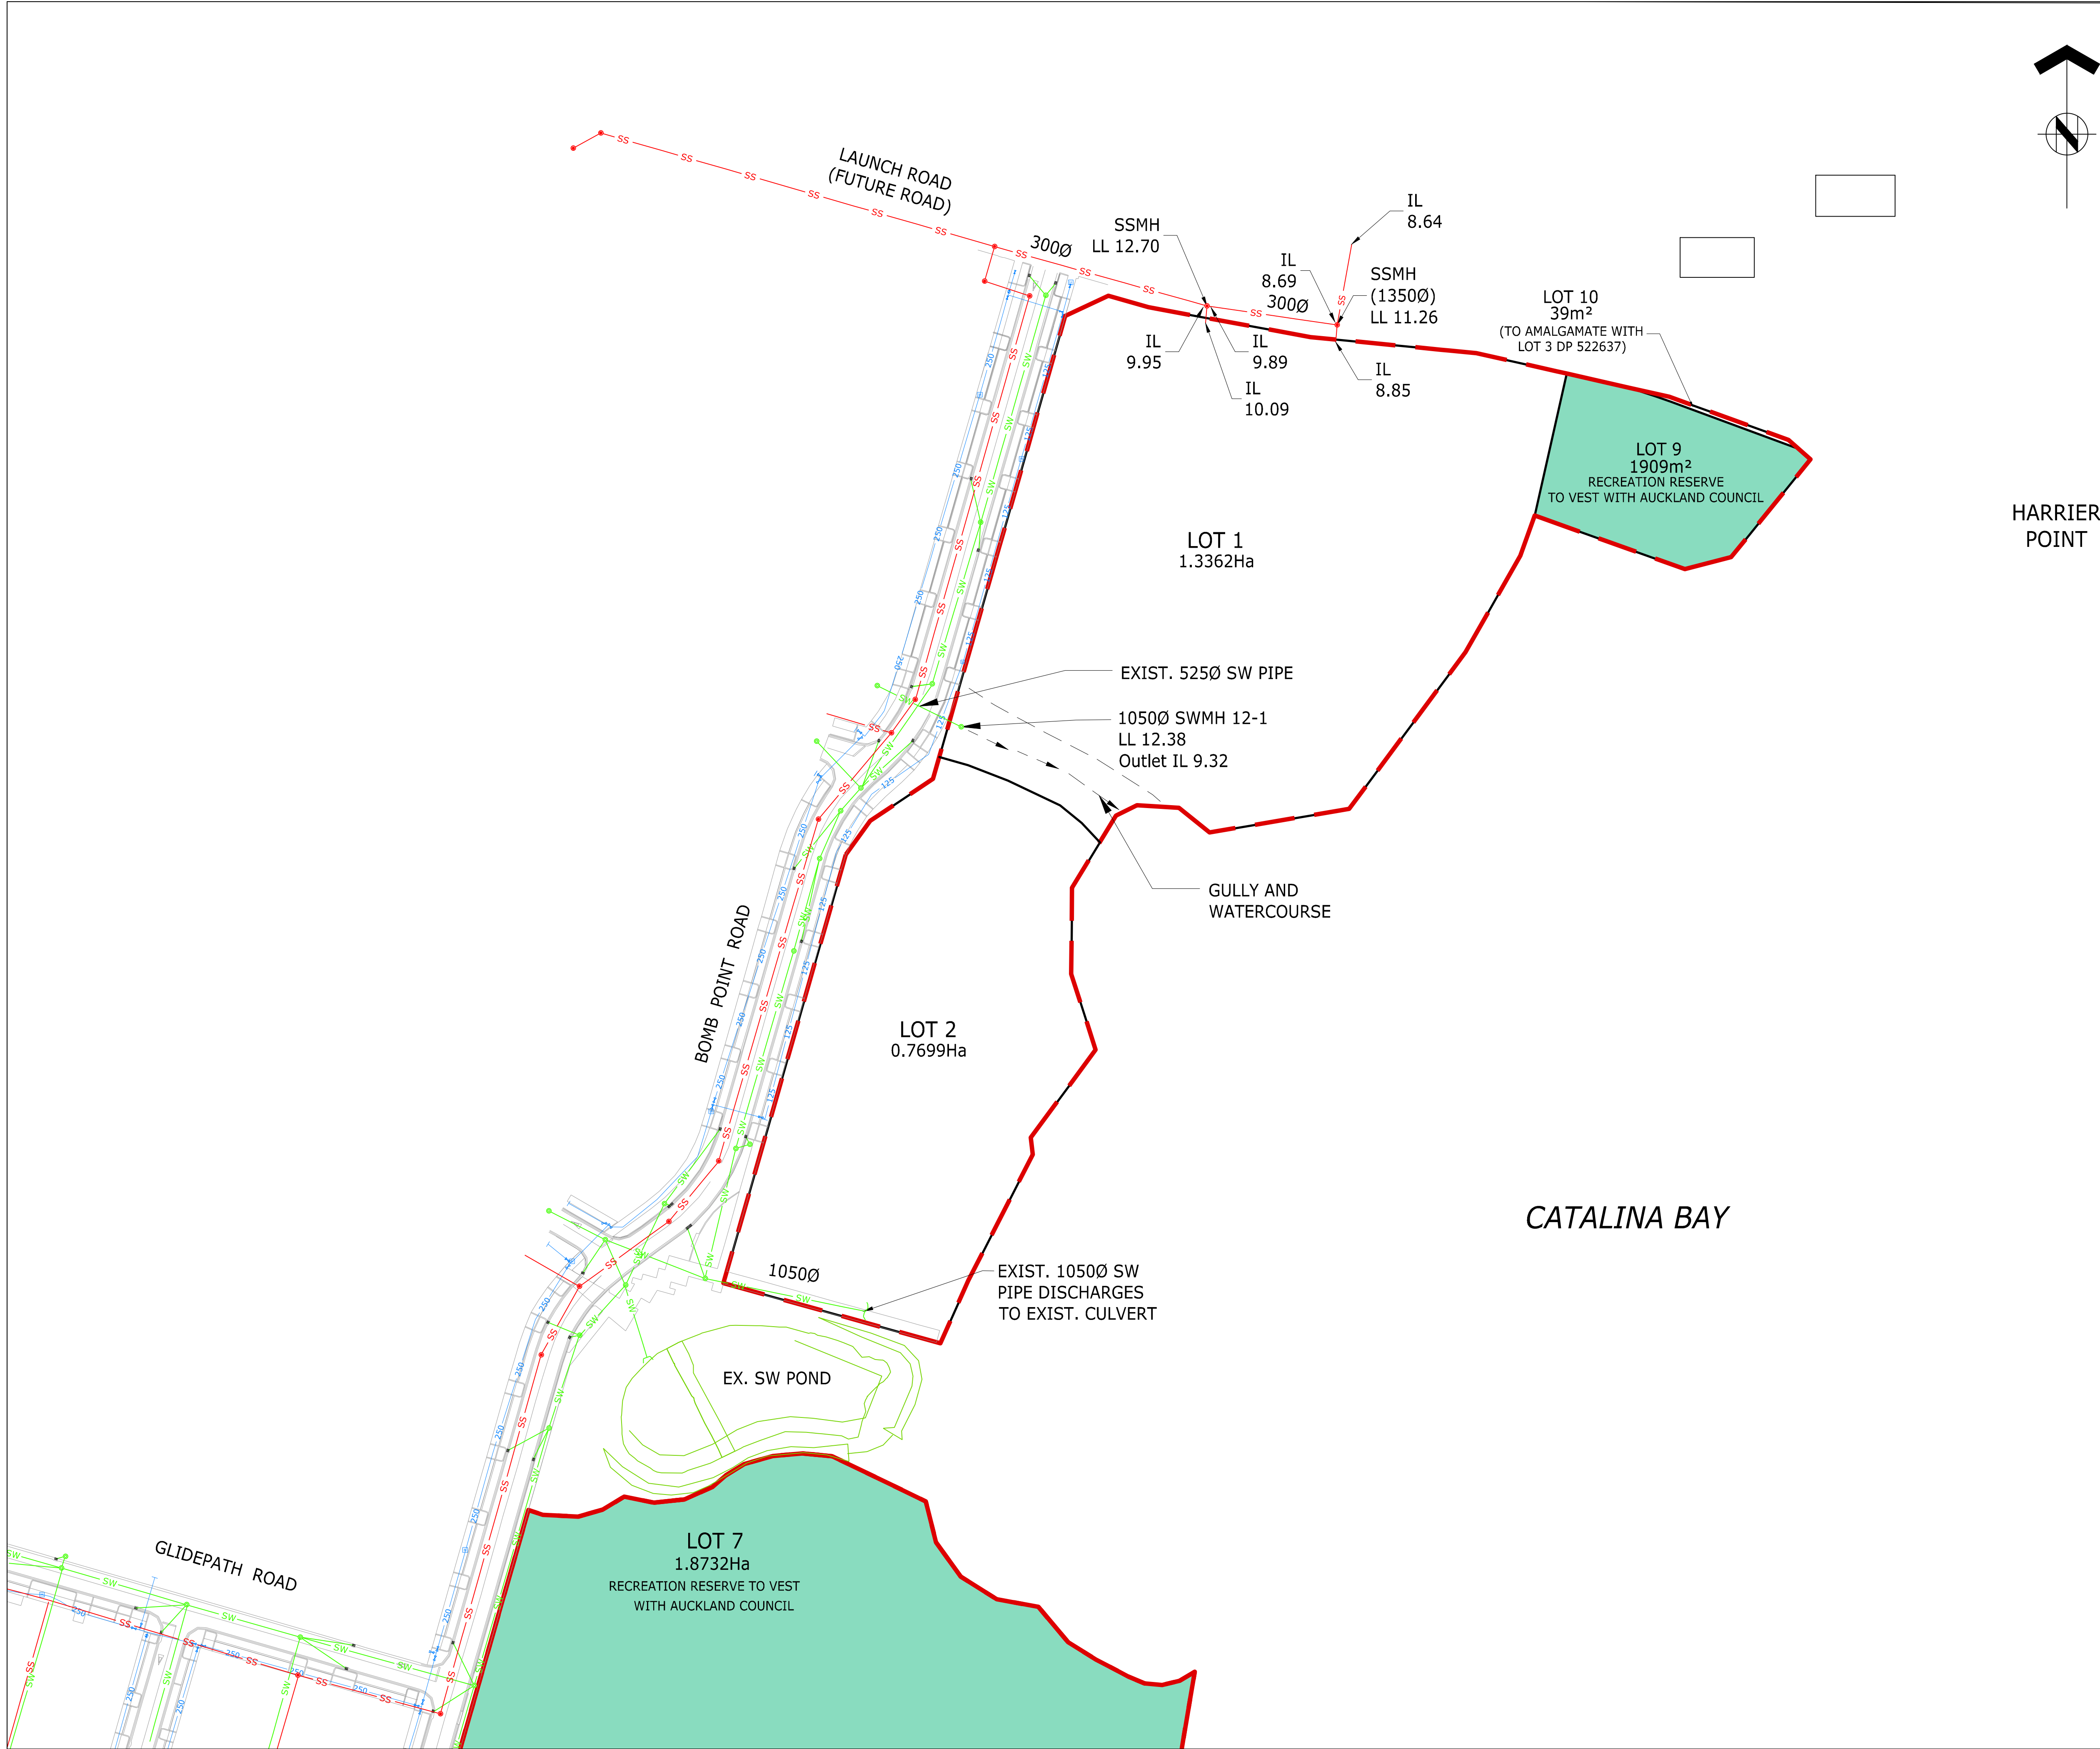 LAUNCH ROAD
(FUTURE ROAD)
300Ø
SSMH
LL 12.70
IL
8.64
IL
8.69
300Ø
SSMH
(1350Ø)
LL 11.26
IL
9.95
IL
9.89
IL
10.09
IL
8.85
LOT 10
39m²
(TO AMALGAMATE WITH
LOT 3 DP 522637)
LOT 9
1909m²
RECREATION RESERVE
TO VEST WITH AUCKLAND COUNCIL
HARRIER
POINT
LOT 1
1.3362Ha
EXIST. 525Ø SW PIPE
1050Ø SWMH 12-1
LL 12.38
Outlet IL 9.32
GULLY AND
WATERCOURSE
BOMB POINT ROAD
LOT 2
0.7699Ha
CATALINA BAY
1050Ø
EXIST. 1050Ø SW
PIPE DISCHARGES
TO EXIST. CULVERT
EX. SW POND
GLIDEPATH ROAD
LOT 7
1.8732Ha
RECREATION RESERVE TO VEST
WITH AUCKLAND COUNCIL
SS
SW
250
125